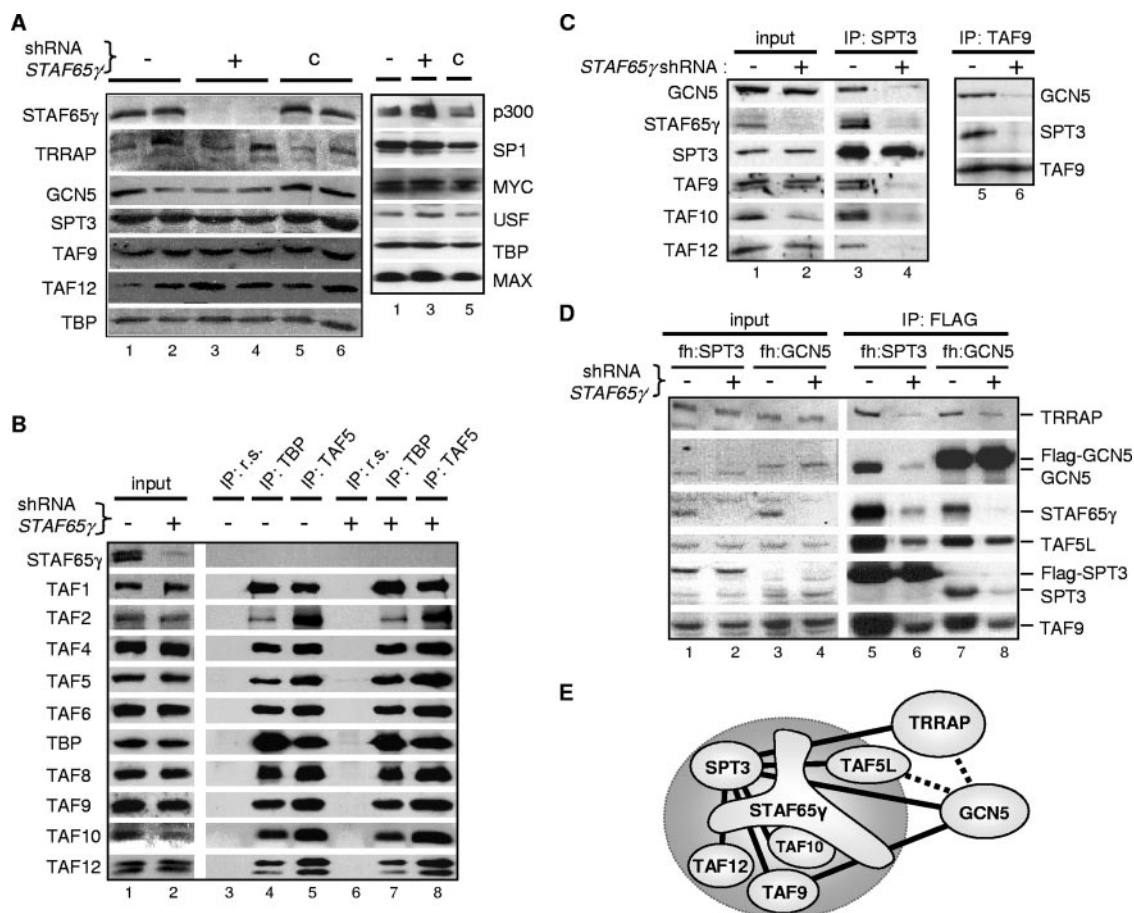 A
shRNA
STAF65γ
- + c
- + c
STAF65γ
TRRAP
GCN5
SPT3
TAF9
TAF12
TBP
1 2 3 4 5 6
p300
SP1
MYC
USF
TBP
MAX
1 3 5
B
input
IP: r.s.
IP: TBP
IP: TAF5
IP: r.s.
IP: TBP
IP: TAF5
shRNA
STAF65γ
- + - - - + + +
STAF65γ
TAF1
TAF2
TAF4
TAF5
TAF6
TBP
TAF8
TAF9
TAF10
TAF12
1 2 3 4 5 6 7 8
C
input IP: SPT3 IP: TAF9
STAF65γ shRNA : - + - + - +
GCN5
STAF65γ
SPT3
TAF9
TAF10
TAF12
1 2 3 4
GCN5
SPT3
TAF9
5 6
D
input IP: FLAG
fh:SPT3 fh:GCN5 fh:SPT3 fh:GCN5
shRNA
STAF65γ
- + - + - + - +
TRRAP
Flag-GCN5
GCN5
STAF65γ
TAF5L
Flag-SPT3
SPT3
TAF9
1 2 3 4 5 6 7 8
E
TRRAP
SPT3
TAF5L
GCN5
STAF65γ
TAF10
TAF12
TAF9